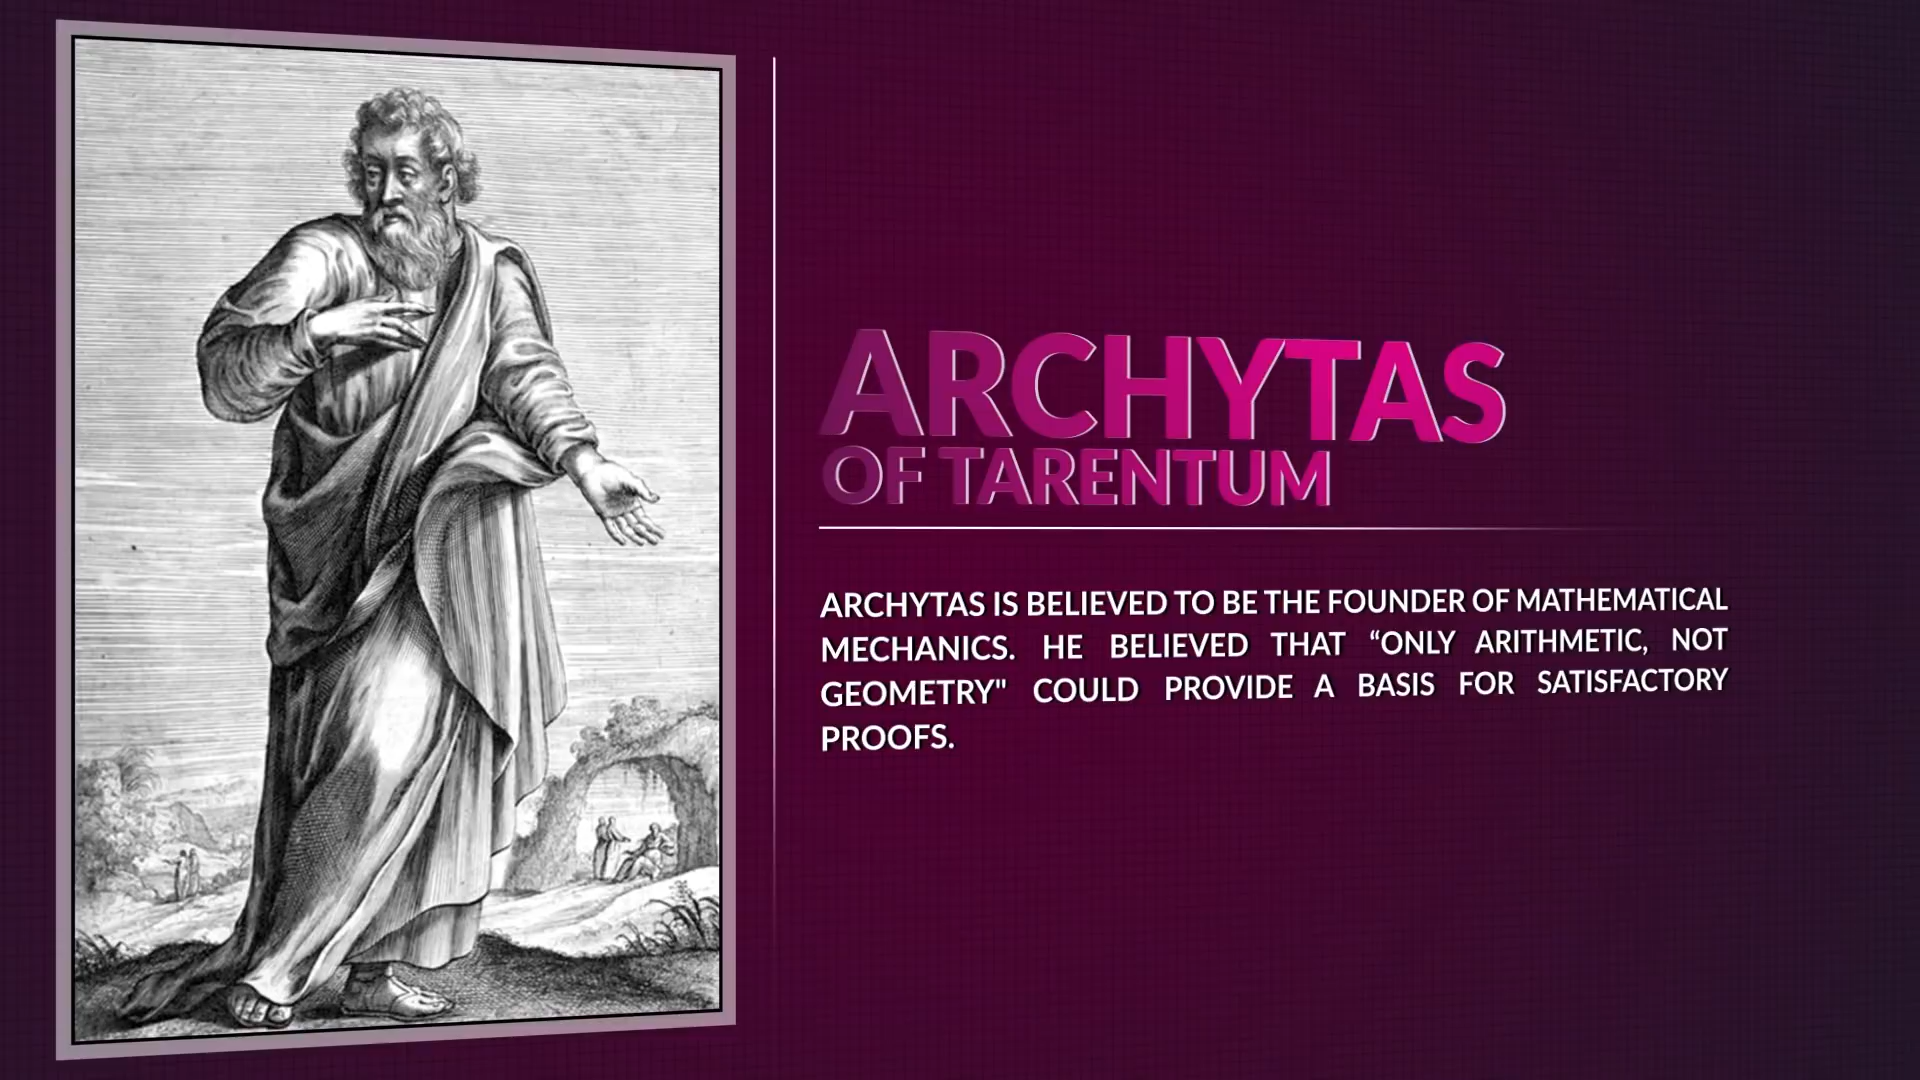 ARCHYTAS
OF TARENTUM
ARCHYTAS IS BELIEVED TO BE THE FOUNDER OF MATHEMATICAL
MECHANICS. HE BELIEVED THAT “ONLY ARITHMETIC, NOT
GEOMETRY" COULD PROVIDE A BASIS FOR SATISFACTORY
PROOFS.